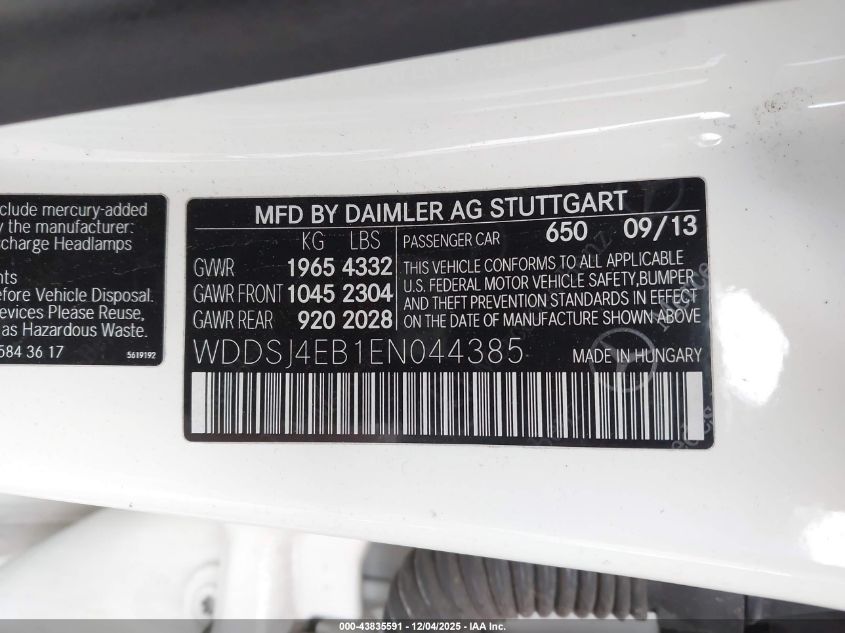 nclude mercury-added
y the manufacturer:
scharge Headlamps
nts
efore Vehicle Disposal.
evices Please Reuse,
as Hazardous Waste.
584 36 17
5619192
MFD BY DAIMLER AG STUTTGART
KG LBS
GWR 1965 4332
GAWR FRONT 1045 2304
GAWR REAR 920 2028
PASSENGER CAR 650 09/13
THIS VEHICLE CONFORMS TO ALL APPLICABLE
U.S. FEDERAL MOTOR VEHICLE SAFETY,BUMPER
AND THEFT PREVENTION STANDARDS IN EFFECT
ON THE DATE OF MANUFACTURE SHOWN ABOVE
WDDSJ4EB1EN044385
MADE IN HUNGARY
000-43835591 - 12/04/2025 - IAA Inc.